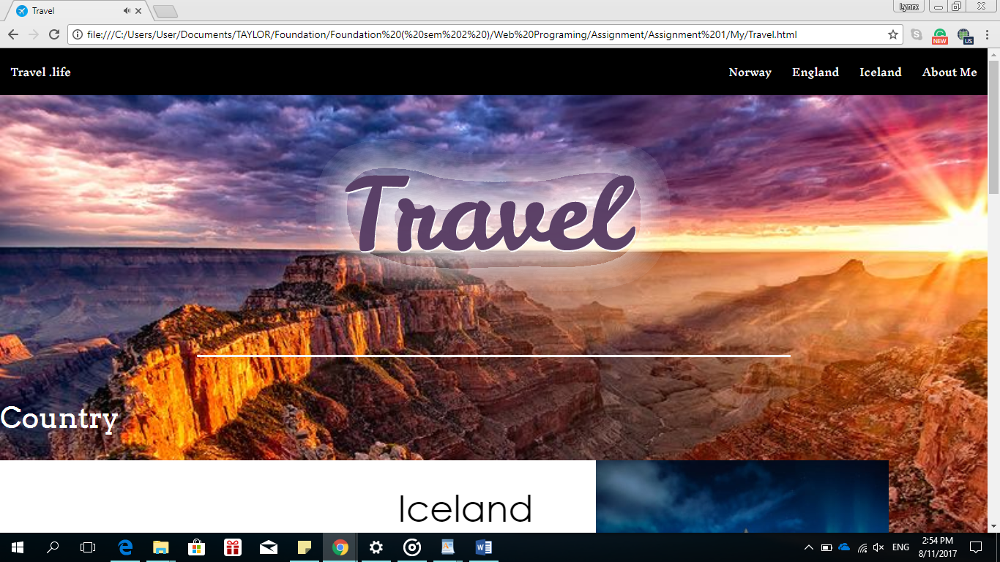 Travel
Lynrx
file:///C:/Users/User/Documents/TAYLOR/Foundation/Foundation%20(%20sem%202%20)/Web%20Programing/Assignment/Assignment%201/My/Travel.html
NEW
US
Travel .life
Norway England Iceland About Me
Travel
Country
Iceland
ENG
2:54 PM
8/11/2017